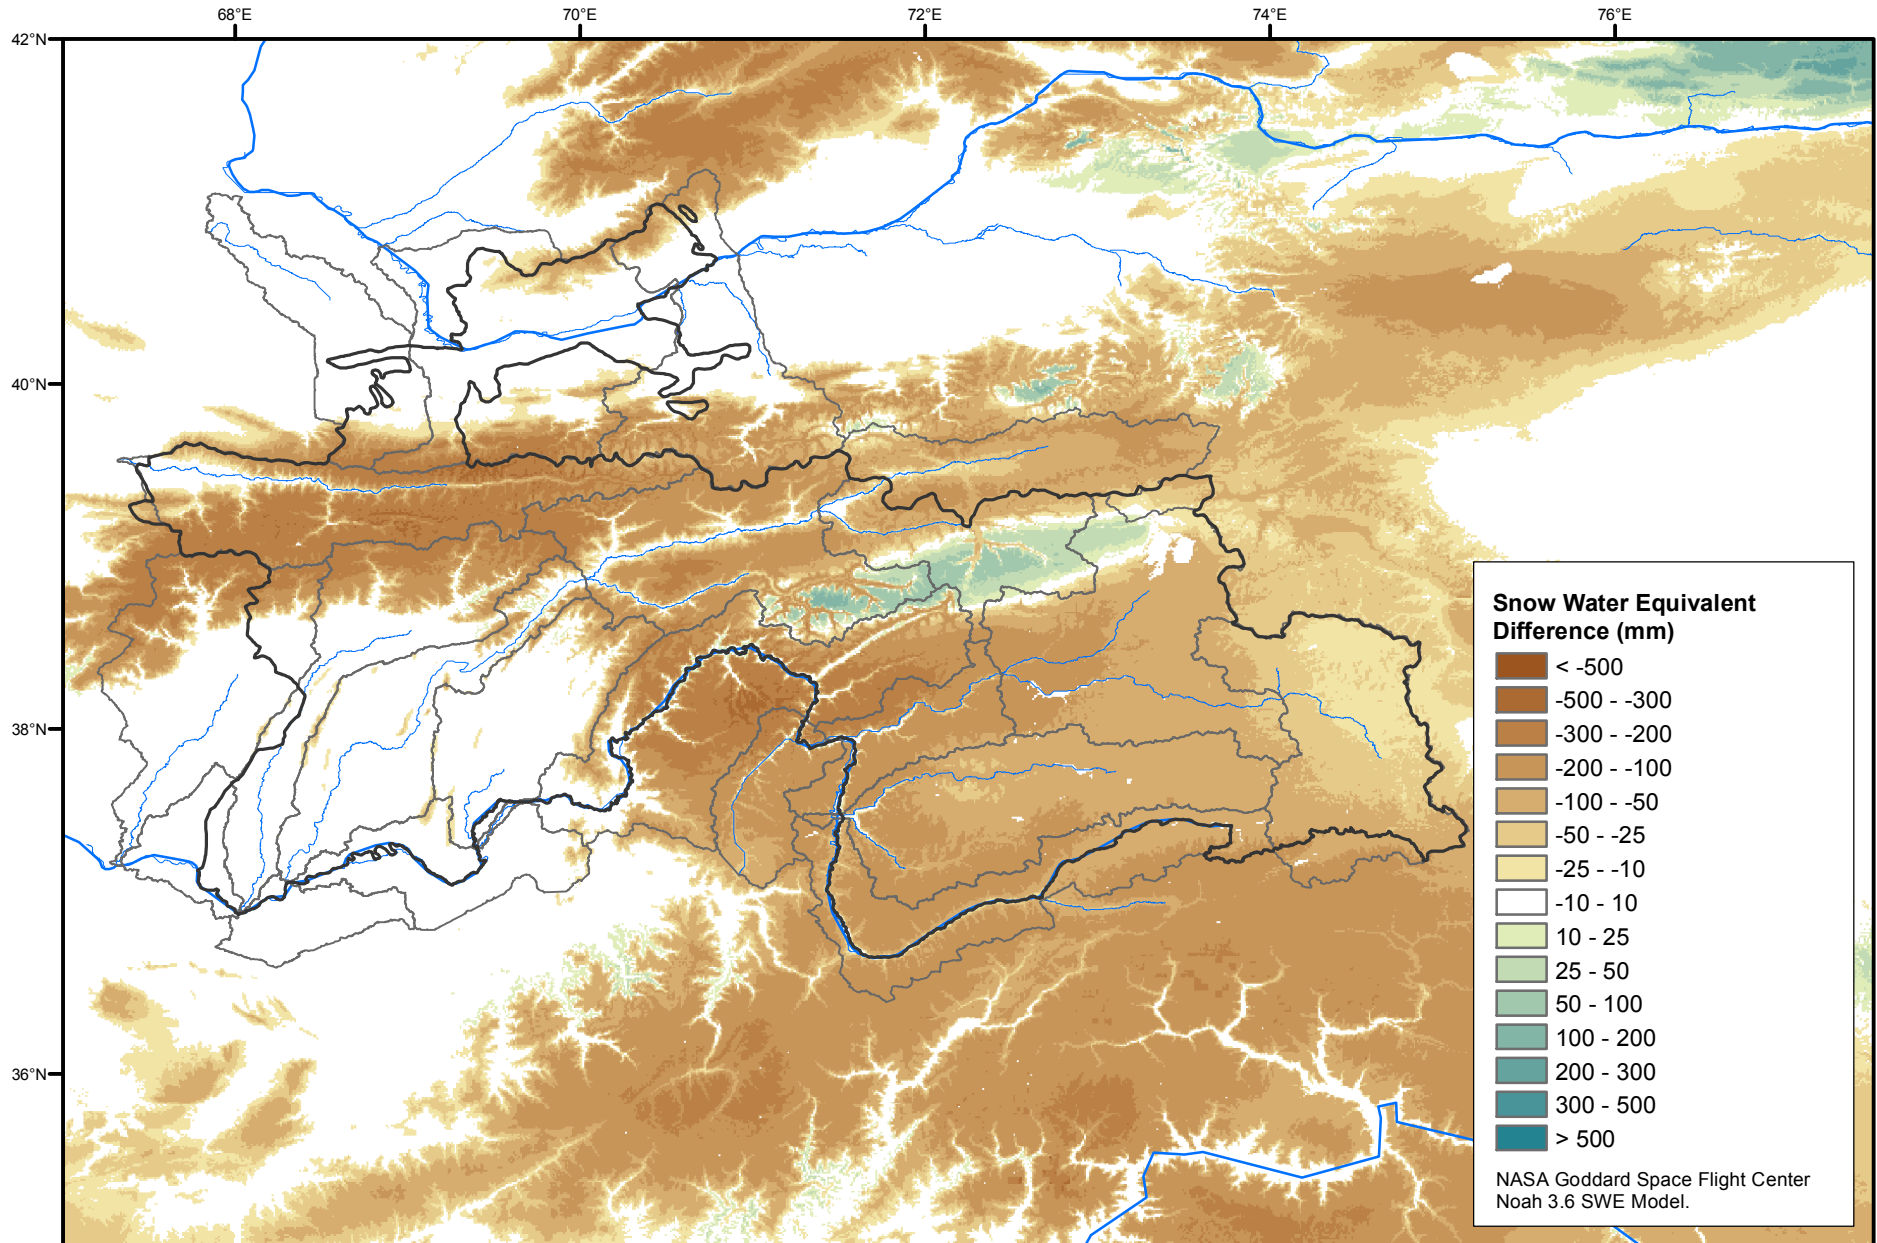 68°E
70°E
72°E
74°E
76°E
42°N
40°N
38°N
36°N
Snow Water Equivalent
Difference (mm)
< -500
-500 - -300
-300 - -200
-200 - -100
-100 - -50
-50 - -25
-25 - -10
-10 - 10
10 - 25
25 - 50
50 - 100
100 - 200
200 - 300
300 - 500
> 500
NASA Goddard Space Flight Center
Noah 3.6 SWE Model.